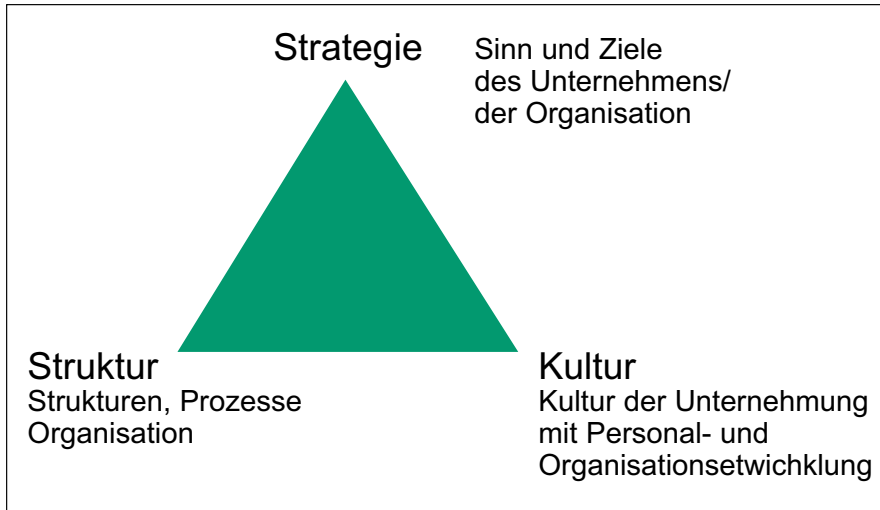 Strategie
Sinn und Ziele
des Unternehmens/
der Organisation
Struktur
Strukturen, Prozesse
Organisation
Kultur
Kultur der Unternehmung
mit Personal- und
Organisationsetwichklung